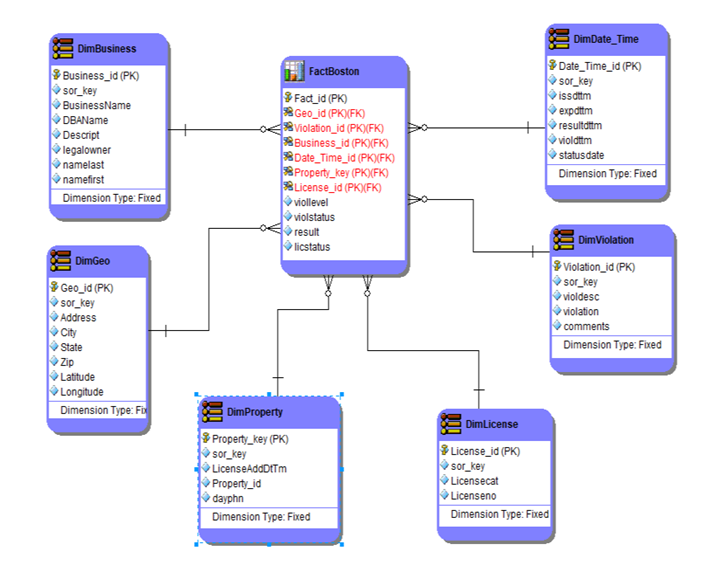 DimBusiness
Business_id (PK)
sor_key
BusinessName
DBAName
Descript
legalowner
namelast
namefirst
Dimension Type: Fixed
FactBoston
Fact_id (PK)
Geo_id (PK)(FK)
Violation_id (PK)(FK)
Business_id (PK)(FK)
Date_Time_id (PK)(FK)
Property_key (PK)(FK)
License_id (PK)(FK)
viollevel
violstatus
result
licstatus
DimDate_Time
Date_Time_id (PK)
sor_key
issdttm
expdttm
resultdttm
violdttm
statusdate
Dimension Type: Fixed
DimGeo
Geo_id (PK)
sor_key
Address
City
State
Zip
Latitude
Longitude
Dimension Type: Fixed
DimViolation
Violation_id (PK)
sor_key
violdesc
violation
comments
Dimension Type: Fixed
DimProperty
Property_key (PK)
sor_key
LicenseAddDtTm
Property_id
dayphn
Dimension Type: Fixed
DimLicense
License_id (PK)
sor_key
Licensecat
Licenseno
Dimension Type: Fixed